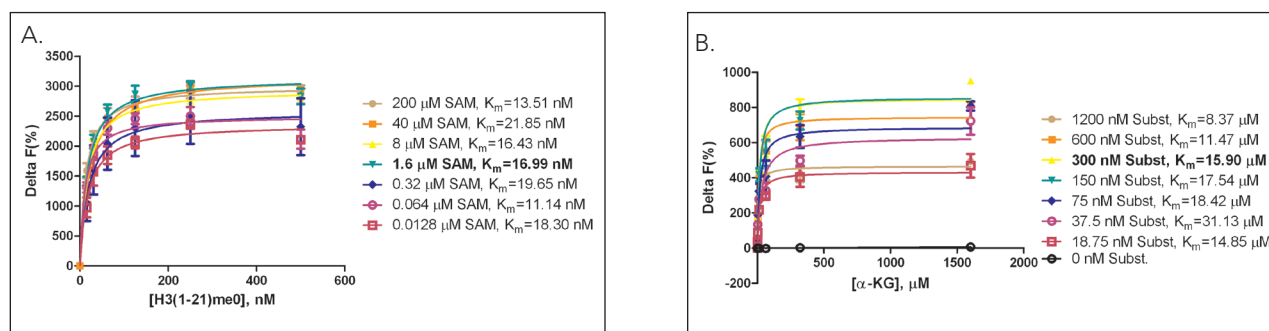 A.
3500
3000
2500
2000
1500
1000
500
0
Delta F(%)
0
200
400
600
[H3(1-21)me0], nM
200 μM SAM, Km=13.51 nM
40 μM SAM, Km=21.85 nM
8 μM SAM, Km=16.43 nM
1.6 μM SAM, Km=16.99 nM
0.32 μM SAM, Km=19.65 nM
0.064 μM SAM, Km=11.14 nM
0.0128 μM SAM, Km=18.30 nM
B.
1000
800
600
400
200
0
-200
Delta F(%)
500
1000
1500
2000
[α-KG], μM
1200 nM Subst, Km=8.37 μM
600 nM Subst, Km=11.47 μM
300 nM Subst, Km=15.90 μM
150 nM Subst, Km=17.54 μM
75 nM Subst, Km=18.42 μM
37.5 nM Subst, Km=31.13 μM
18.75 nM Subst, Km=14.85 μM
0 nM Subst.